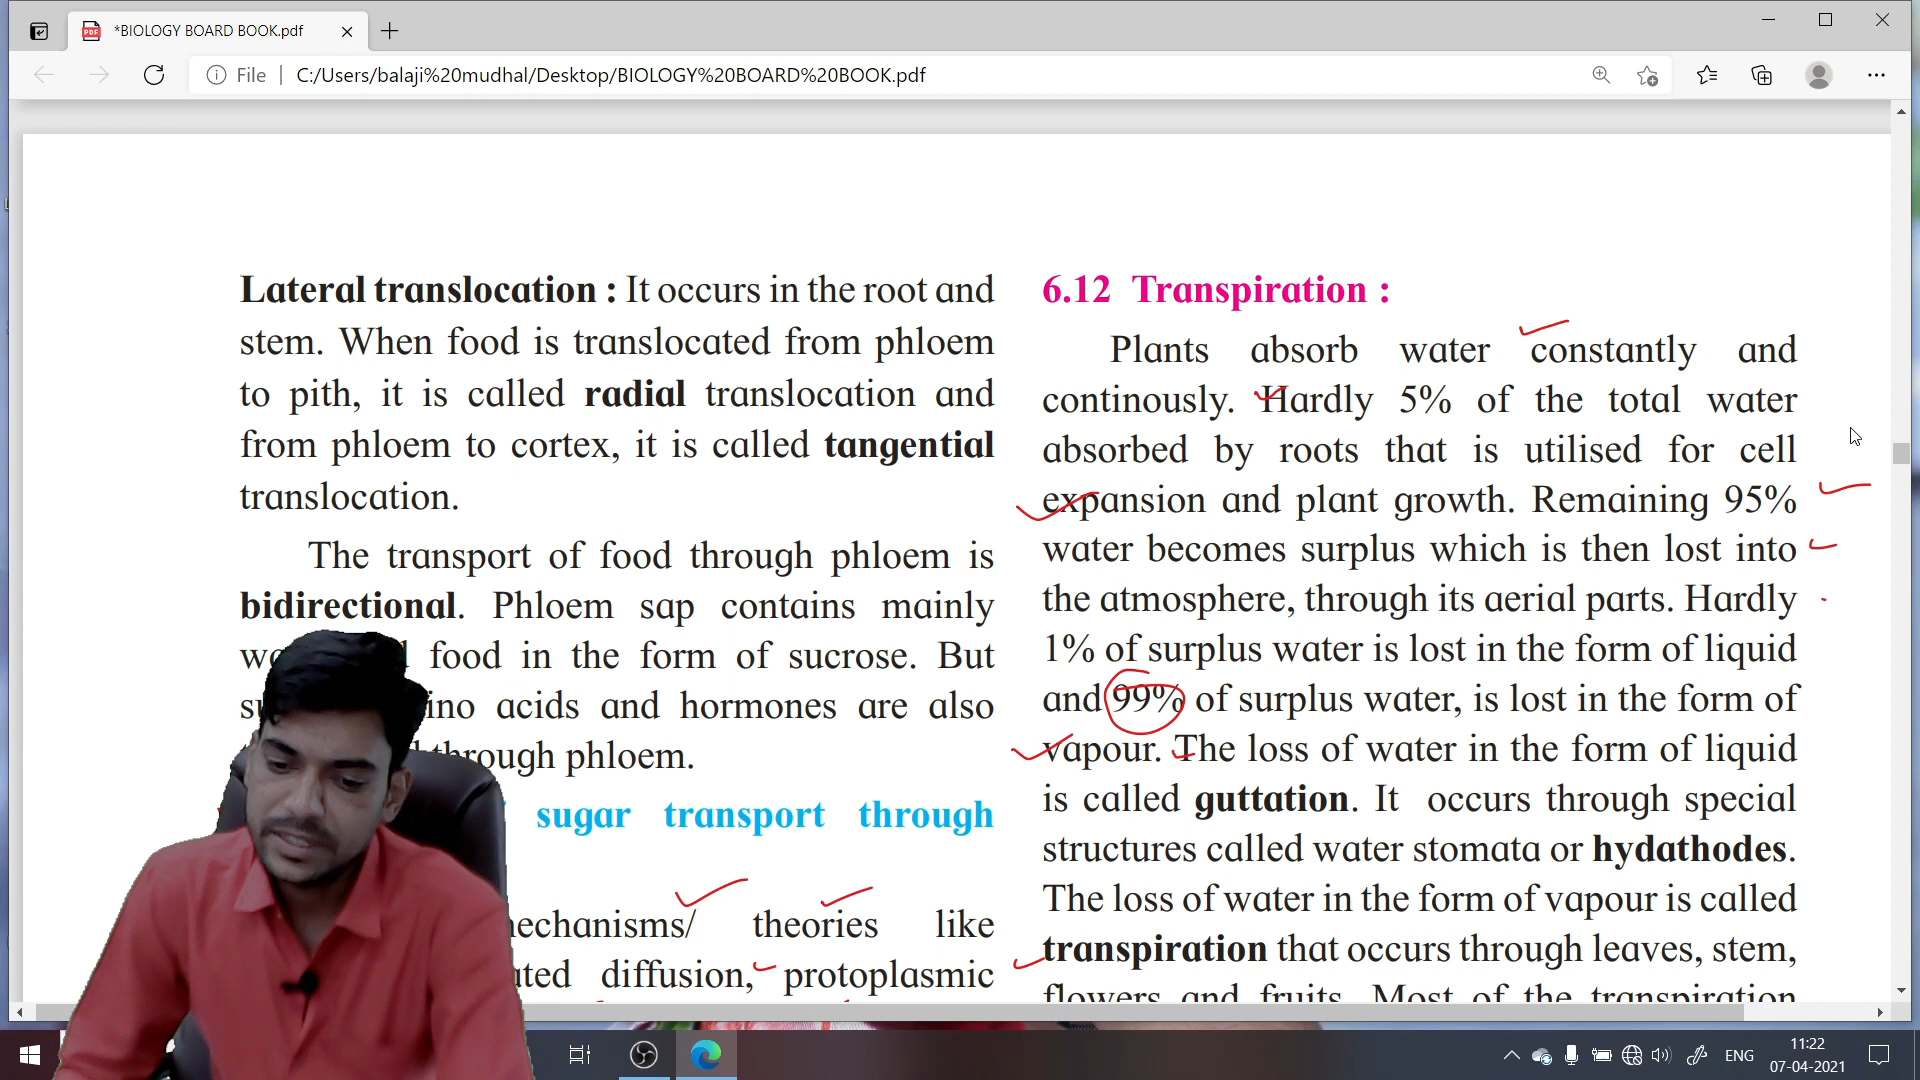 *BIOLOGY BOARD BOOK.pdf
File
C:/Users/balaji%20mudhal/Desktop/BIOLOGY%20BOARD%20BOOK.pdf
Lateral translocation : It occurs in the root and
stem. When food is translocated from phloem
to pith, it is called radial translocation and
from phloem to cortex, it is called tangential
translocation.
The transport of food through phloem is
bidirectional. Phloem sap contains mainly
food in the form of sucrose. But
acids and hormones are also
through phloem.
sugar transport through
theories like
diffusion, protoplasmic
6.12 Transpiration :
Plants absorb water constantly and
continously. Hardly 5% of the total water
absorbed by roots that is utilised for cell
expansion and plant growth. Remaining 95%
water becomes surplus which is then lost into
the atmosphere, through its aerial parts. Hardly
1% of surplus water is lost in the form of liquid
and 99% of surplus water, is lost in the form of
vapour. The loss of water in the form of liquid
is called guttation. It occurs through special
structures called water stomata or hydathodes.
The loss of water in the form of vapour is called
transpiration that occurs through leaves, stem,
flowers and fruits. Most of the transpiration
ENG
11:22
07-04-2021